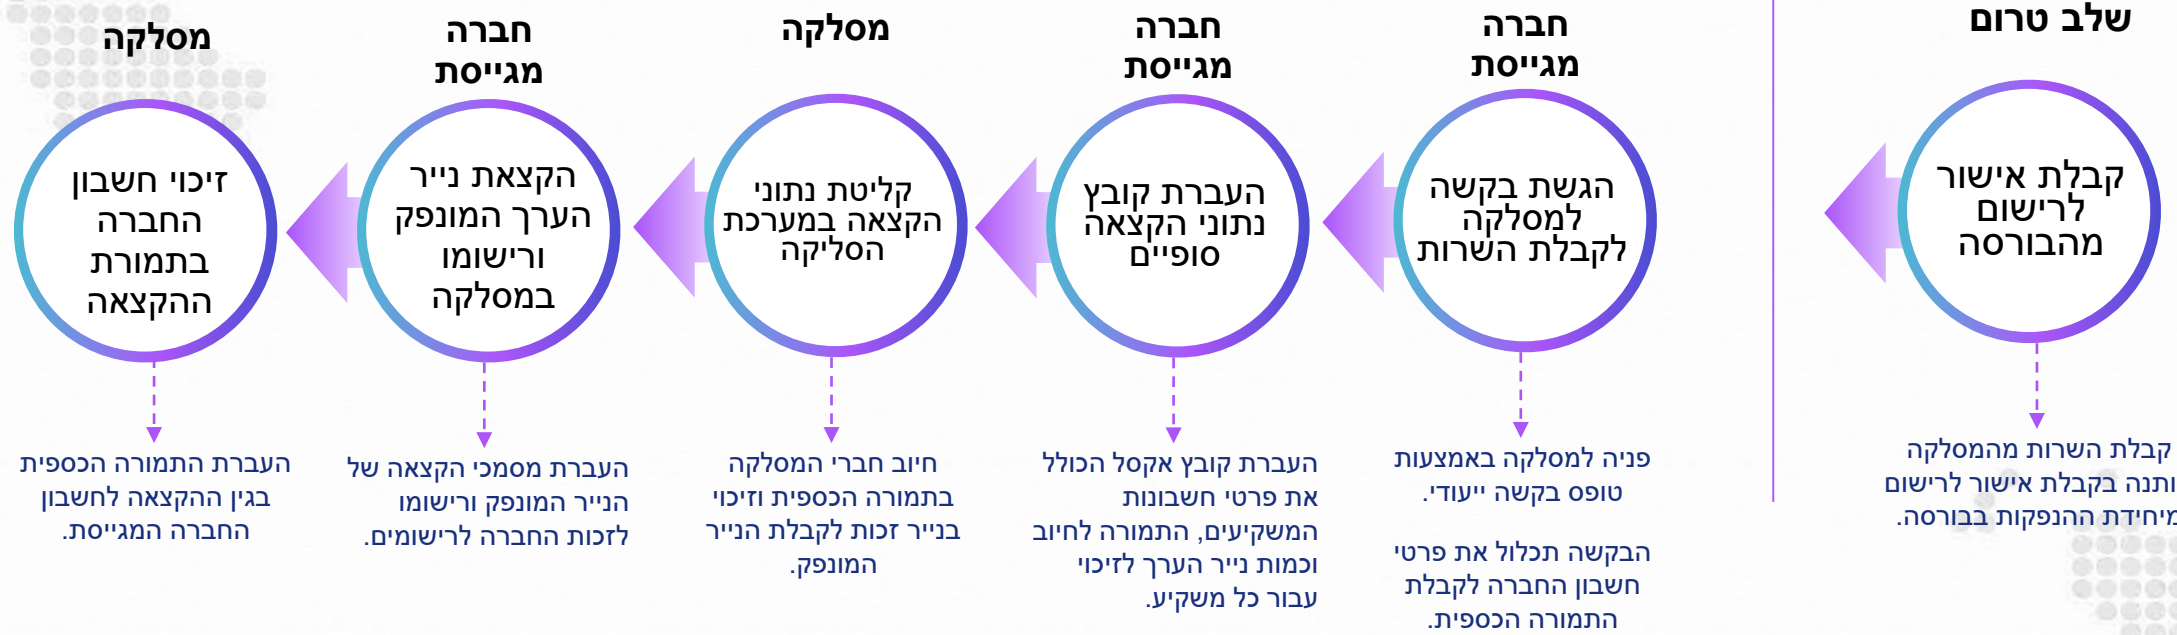 שלב טרום
קבלת אישור
לרישום
מהבורסה
קבלת השרות מהמסלקה
ותנה בקבלת אישור לרישום
מיחידת ההנפקות בבורסה.
חברה
מגייסת
הגשת בקשה
למסלקה
לקבלת השרות
פניה למסלקה באמצעות
טופס בקשה ייעודי.
הבקשה תכלול את פרטי
חשבון החברה לקבלת
התמורה הכספית.
חברה
מגייסת
העברת קובץ
נתוני הקצאה
סופיים
העברת קובץ אקסל הכולל
את פרטי חשבונות
המשקיעים, התמורה לחיוב
וכמות נייר הערך לזיכוי
עבור כל משקיע.
מסלקה
קליטת נתוני
הקצאה במערכת
הסליקה
חיוב חברי המסלקה
בתמורה הכספית וזיכוי
בנייר זכות לקבלת הנייר
המונפק.
חברה
מגייסת
הקצאת נייר
הערך המונפק
ורישומו
במסלקה
העברת מסמכי הקצאה של
הנייר המונפק ורישומו
לזכות החברה לרישומים.
מסלקה
זיכוי חשבון
החברה
בתמורת
ההקצאה
העברת התמורה הכספית
בגין ההקצאה לחשבון
החברה המגייסת.